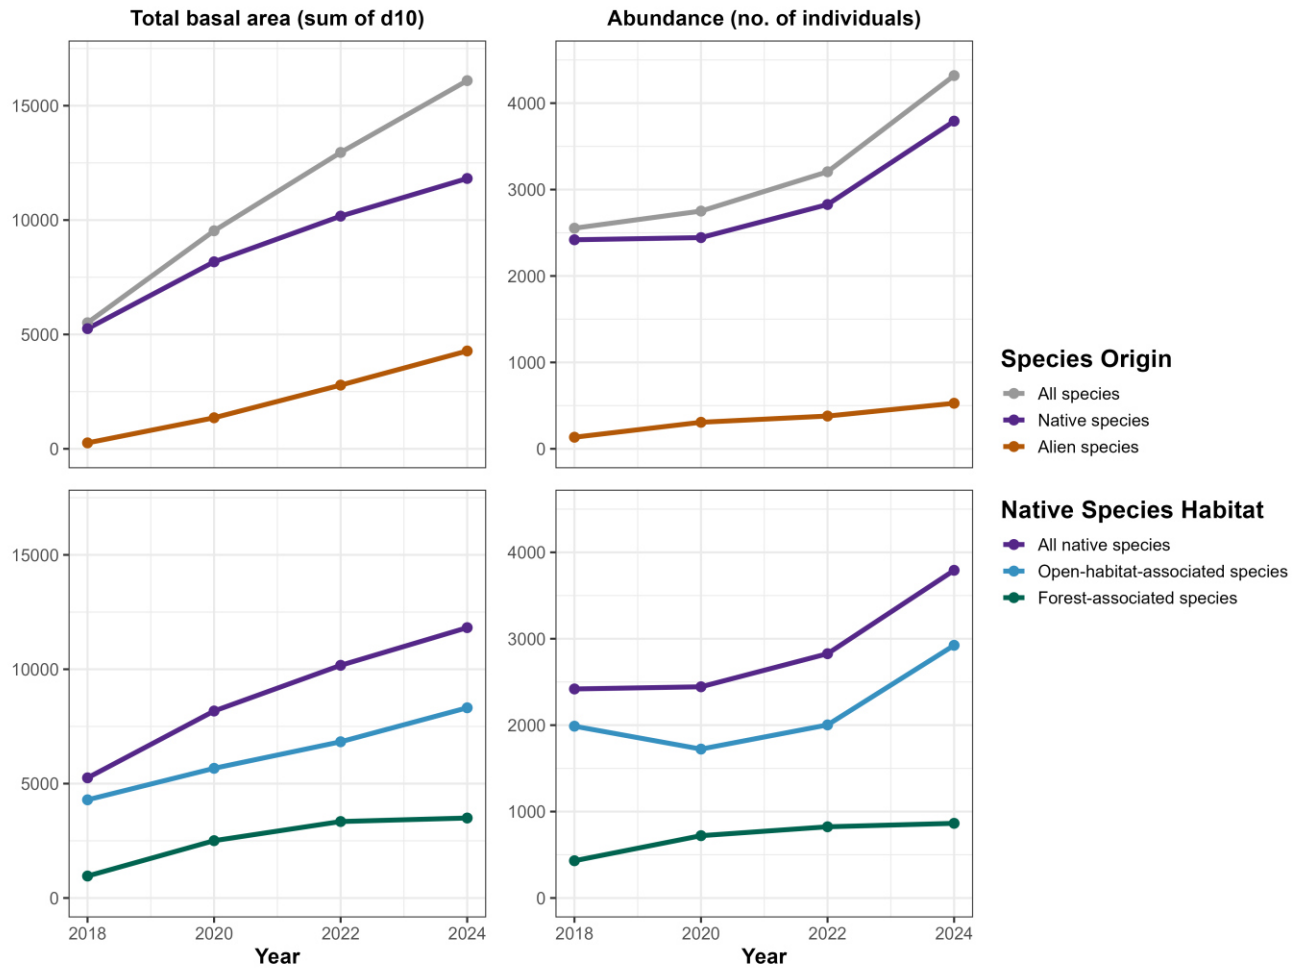 Total basal area (sum of d10)
Abundance (no. of individuals)
15000
10000
5000
0
4000
3000
2000
1000
0
Species Origin
All species
Native species
Alien species
15000
10000
5000
0
2018 2020 2022 2024
Year
4000
3000
2000
1000
0
2018 2020 2022 2024
Year
Native Species Habitat
All native species
Open-habitat-associated species
Forest-associated species